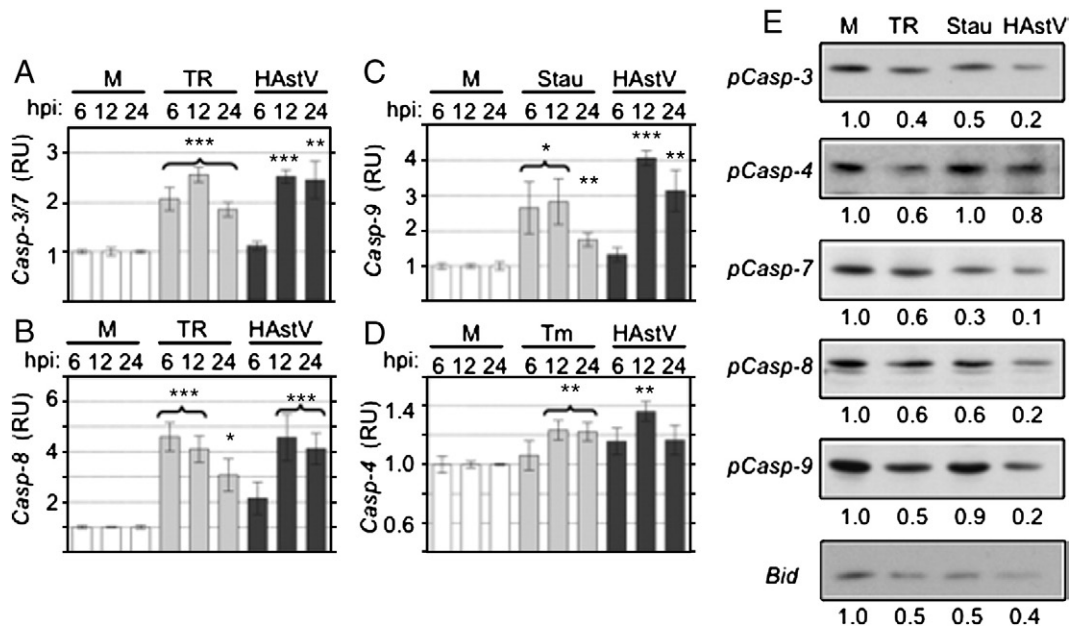 A
M TR HAstV
hpi: 6 12 24 6 12 24 6 12 24
*** *** **
3
2
1
Casp-3/7 (RU)
B
M TR HAstV
hpi: 6 12 24 6 12 24 6 12 24
*** * ***
6
4
2
Casp-8 (RU)
C
M Stau HAstV
hpi: 6 12 24 6 12 24 6 12 24
* ** *** **
4
3
2
1
Casp-9 (RU)
D
M Tm HAstV
hpi: 6 12 24 6 12 24 6 12 24
** **
1.4
1.0
0.6
Casp-4 (RU)
E
M TR Stau HAstV
pCasp-3
1.0 0.4 0.5 0.2
pCasp-4
1.0 0.6 1.0 0.8
pCasp-7
1.0 0.6 0.3 0.1
pCasp-8
1.0 0.6 0.6 0.2
pCasp-9
1.0 0.5 0.9 0.2
Bid
1.0 0.5 0.5 0.4